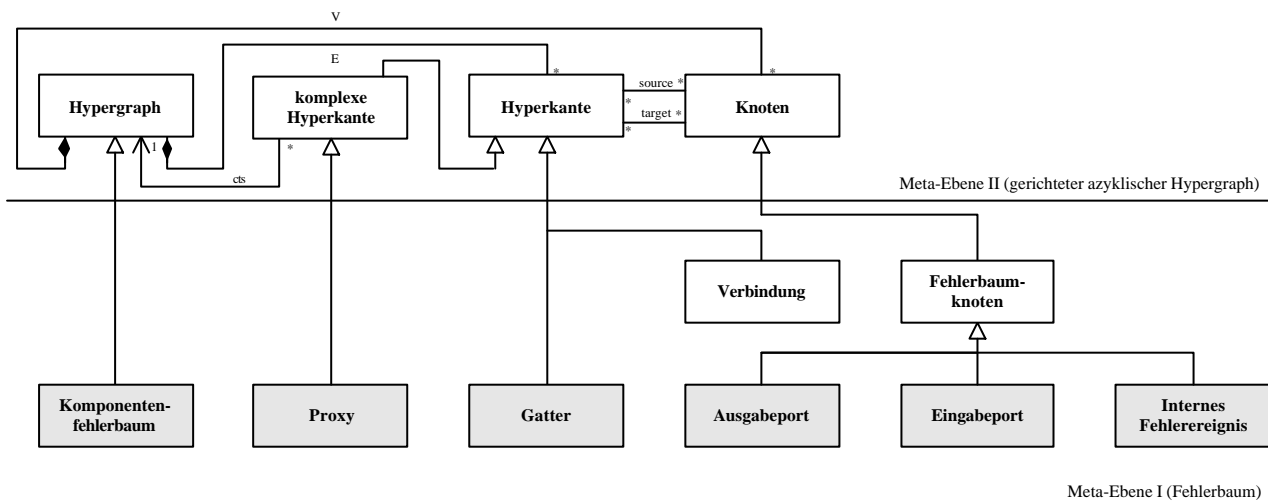 V
E
*
*
source *
*
target *
*
Hypergraph
komplexe
Hyperkante
Hyperkante
Knoten
1
*
cts
Meta-Ebene II (gerichteter azyklischer Hypergraph)
Verbindung
Fehlerbaum-
knoten
Komponenten-
fehlerbaum
Proxy
Gatter
Ausgabeport
Eingabeport
Internes
Fehlerereignis
Meta-Ebene I (Fehlerbaum)